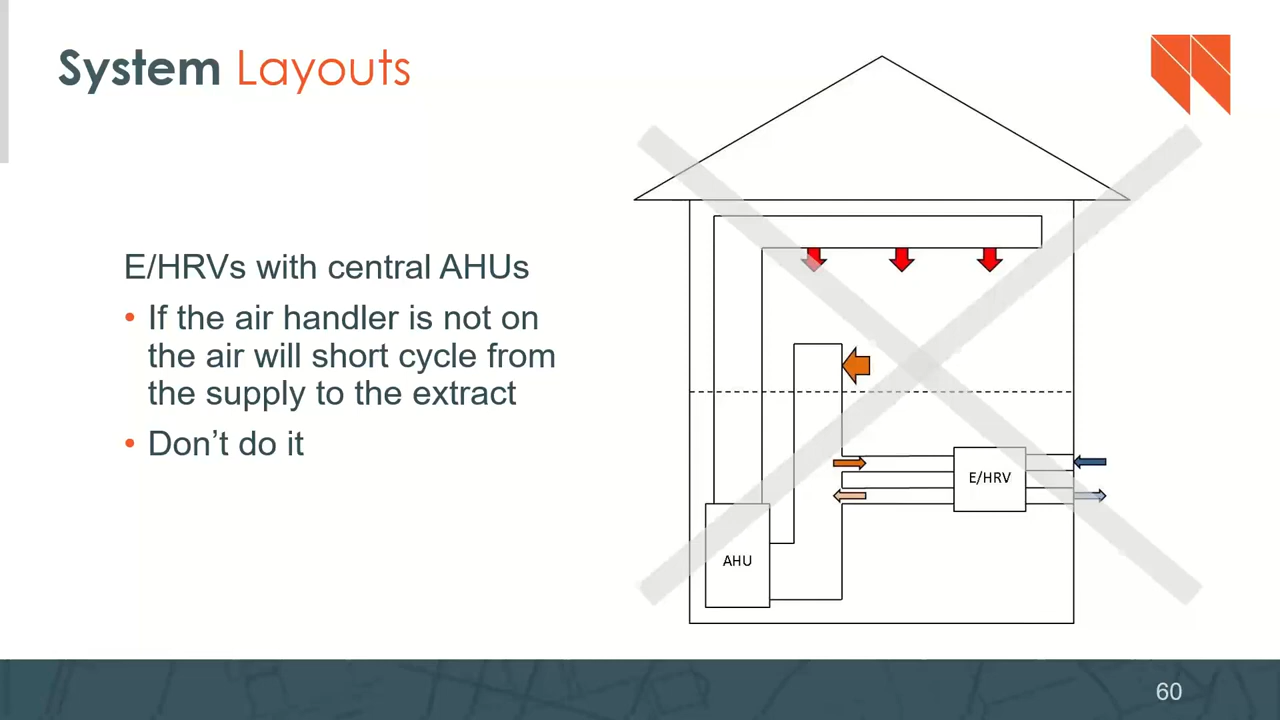 System Layouts
E/HRVs with central AHUs
• If the air handler is not on
the air will short cycle from
the supply to the extract
• Don’t do it
E/HRV
AHU
60